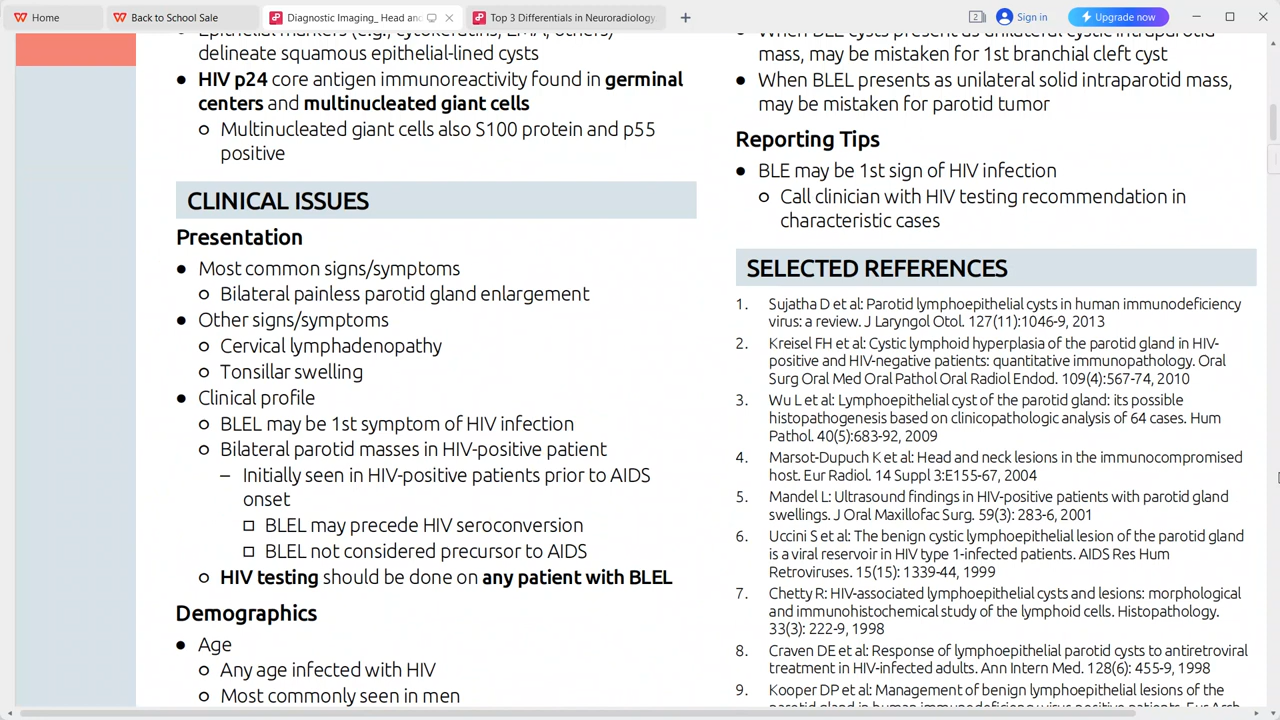 Home
Back to School Sale
Diagnostic Imaging_ Head and
Top 3 Differentials in Neuroradiology.
2
Sign in
Upgrade now
delineate squamous epithelial-lined cysts
● HIV p24 core antigen immunoreactivity found in germinal
centers and multinucleated giant cells
○ Multinucleated giant cells also S100 protein and p55
positive
CLINICAL ISSUES
Presentation
● Most common signs/symptoms
○ Bilateral painless parotid gland enlargement
● Other signs/symptoms
○ Cervical lymphadenopathy
○ Tonsillar swelling
● Clinical profile
○ BLEL may be 1st symptom of HIV infection
○ Bilateral parotid masses in HIV-positive patient
– Initially seen in HIV-positive patients prior to AIDS
onset
□ BLEL may precede HIV seroconversion
□ BLEL not considered precursor to AIDS
○ HIV testing should be done on any patient with BLEL
Demographics
● Age
○ Any age infected with HIV
○ Most commonly seen in men
mass, may be mistaken for 1st branchial cleft cyst
● When BLEL presents as unilateral solid intraparotid mass,
may be mistaken for parotid tumor
Reporting Tips
● BLE may be 1st sign of HIV infection
○ Call clinician with HIV testing recommendation in
characteristic cases
SELECTED REFERENCES
1. Sujatha D et al: Parotid lymphoepithelial cysts in human immunodeficiency
virus: a review. J Laryngol Otol. 127(11):1046-9, 2013
2. Kreisel FH et al: Cystic lymphoid hyperplasia of the parotid gland in HIV-
positive and HIV-negative patients: quantitative immunopathology. Oral
Surg Oral Med Oral Pathol Oral Radiol Endod. 109(4):567-74, 2010
3. Wu L et al: Lymphoepithelial cyst of the parotid gland: its possible
histopathogenesis based on clinicopathologic analysis of 64 cases. Hum
Pathol. 40(5):683-92, 2009
4. Marsot-Dupuch K et al: Head and neck lesions in the immunocompromised
host. Eur Radiol. 14 Suppl 3:E155-67, 2004
5. Mandel L: Ultrasound findings in HIV-positive patients with parotid gland
swellings. J Oral Maxillofac Surg. 59(3): 283-6, 2001
6. Uccini S et al: The benign cystic lymphoepithelial lesion of the parotid gland
is a viral reservoir in HIV type 1-infected patients. AIDS Res Hum
Retroviruses. 15(15): 1339-44, 1999
7. Chetty R: HIV-associated lymphoepithelial cysts and lesions: morphological
and immunohistochemical study of the lymphoid cells. Histopathology.
33(3): 222-9, 1998
8. Craven DE et al: Response of lymphoepithelial parotid cysts to antiretroviral
treatment in HIV-infected adults. Ann Intern Med. 128(6): 455-9, 1998
9. Kooper DP et al: Management of benign lymphoepithelial lesions of the